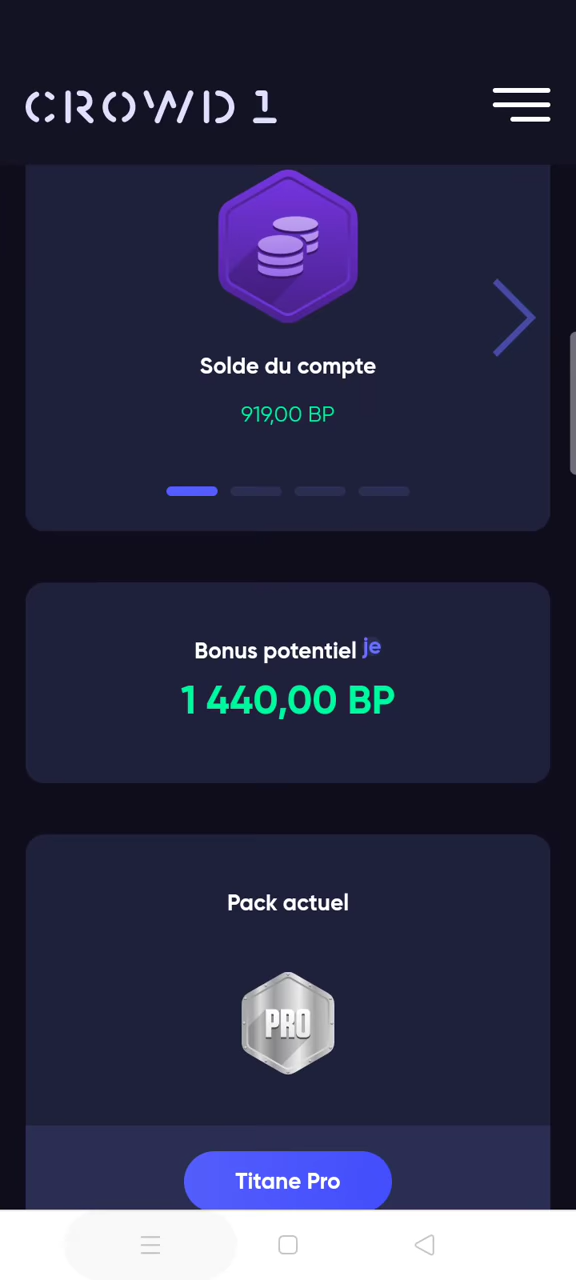 CROWD 1
Solde du compte
919,00 BP
Bonus potentiel je
1 440,00 BP
Pack actuel
PRO
Titane Pro